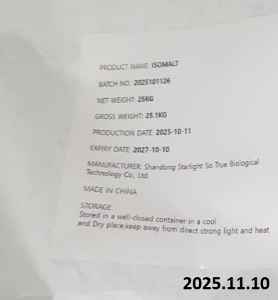 PRODUCT NAME: ISOMALT
BATCH NO.: 2025101126
NET WEIGHT: 25KG
GROSS WEIGHT: 25.1KG
PRODUCTION DATE: 2025-10-11
EXPIRY DATE: 2027-10-10
MANUFACTURER: Shandong Starlight So True Biological
Technology Co., Ltd.
MADE IN CHINA
STORAGE:
Stored in a well-closed container in a cool
and Dry place,keep away from direct strong light and heat
2025.11.10